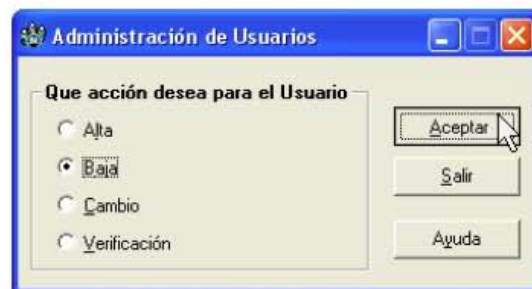 Administración de Usuarios
Que acción desea para el Usuario
Alta
Baja
Cambio
Verificación
Aceptar
Salir
Ayuda